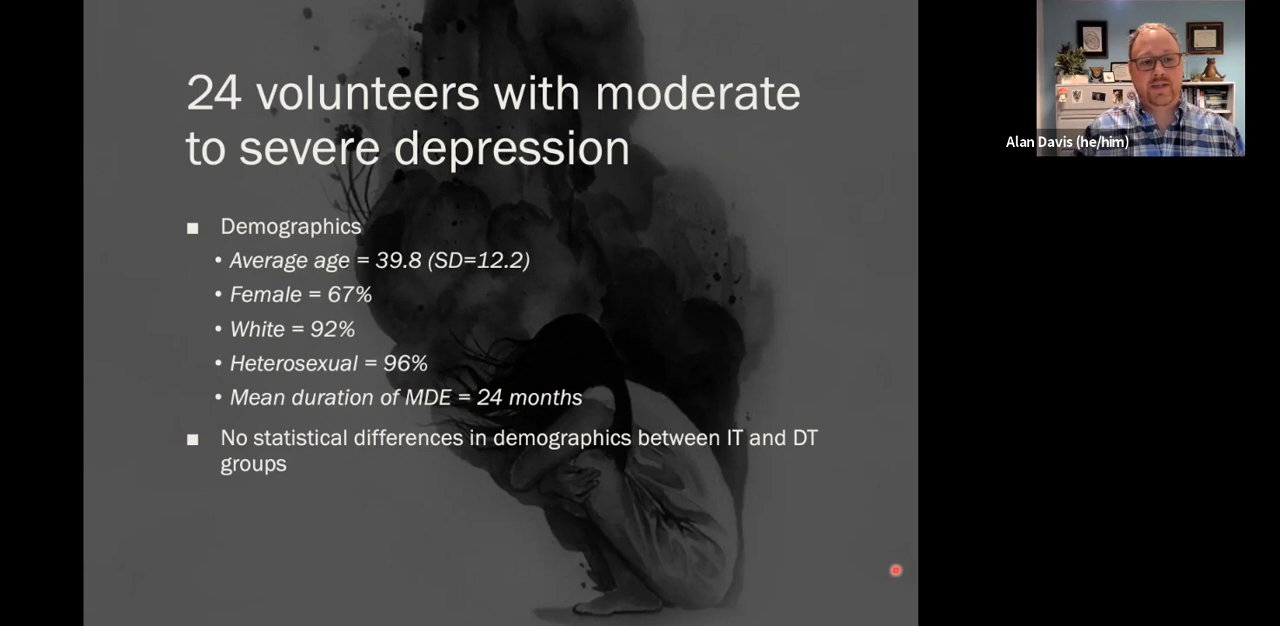 24 volunteers with moderate
to severe depression
■ Demographics
• Average age = 39.8 (SD=12.2)
• Female = 67%
• White = 92%
• Heterosexual = 96%
• Mean duration of MDE = 24 months
■ No statistical differences in demographics between IT and DT
groups
Alan Davis (he/him)